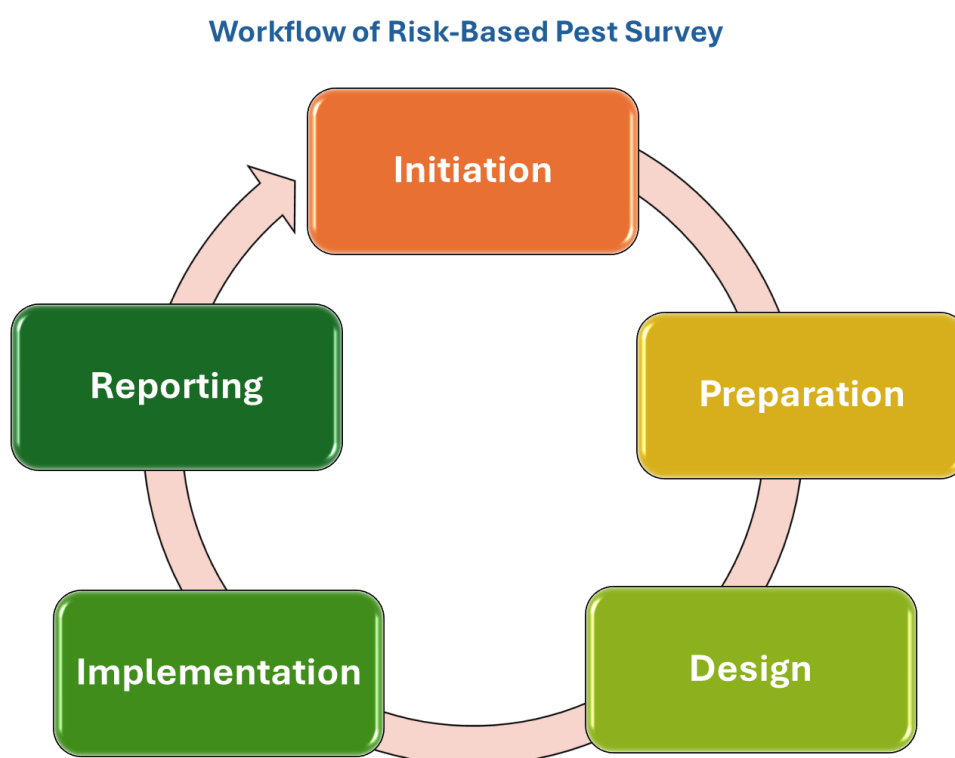 Workflow of Risk-Based Pest Survey
Initiation
Preparation
Design
Implementation
Reporting